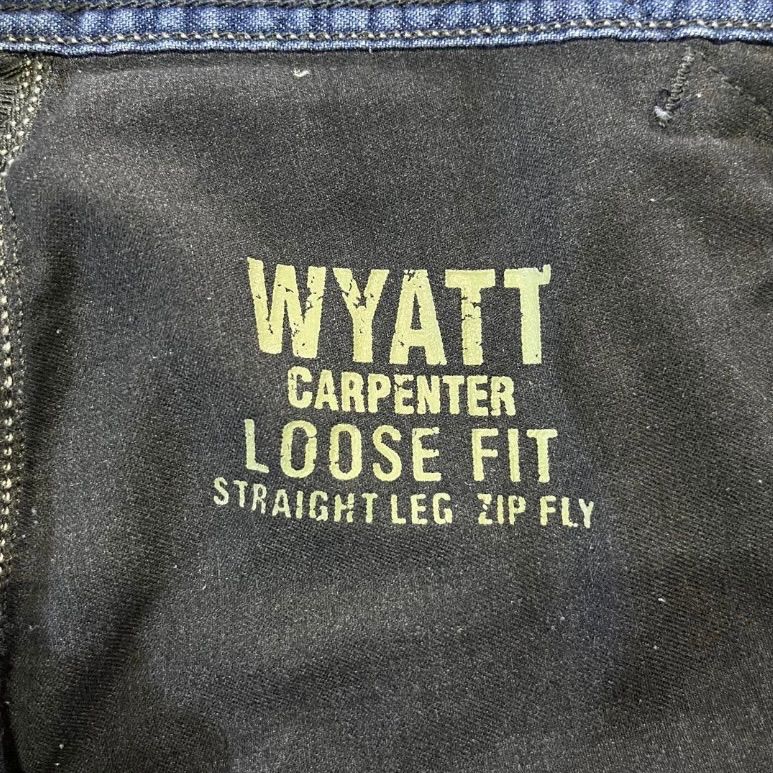 WYATT
CARPENTER
LOOSE FIT
STRAIGHT LEG ZIP FLY